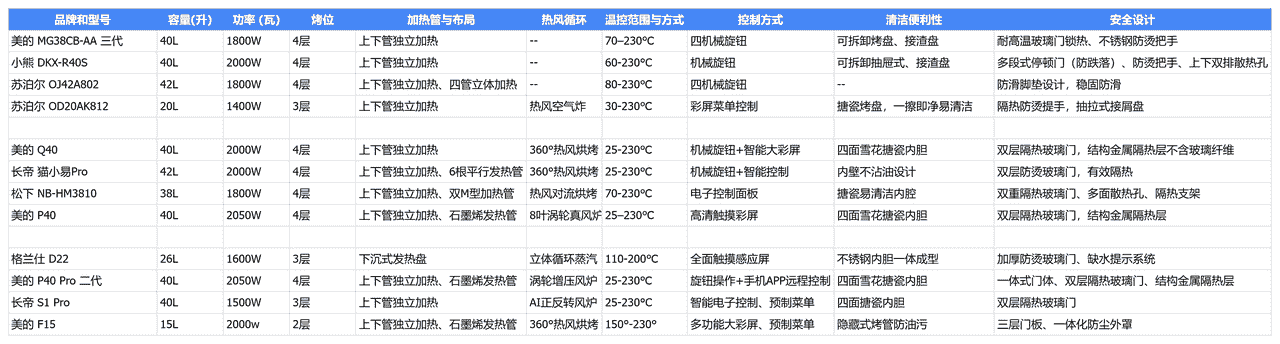 品牌和型号 容量(升) 功率 (瓦) 烤位 加热管与布局 热风循环 温控范围与方式 控制方式 清洁便利性 安全设计
美的 MG38CB-AA 三代 40L 1800W 4层 上下管独立加热 -- 70–230°C 四机械旋钮 可拆卸烤盘、接渣盘 耐高温玻璃门锁热、不锈钢防烫把手
小熊 DKX-R40S 40L 2000W 4层 上下管独立加热 -- 60-230°C 机械旋钮 可拆卸抽屉式、接渣盘 多段式停顿门（防跌落）、防烫把手、上下双排散热孔
苏泊尔 OJ42A802 42L 1800W 4层 上下管独立加热、四管立体加热 -- 80-230°C 四机械旋钮 -- 防滑脚垫设计，稳固防滑
苏泊尔 OD20AK812 20L 1400W 3层 上下管独立加热 热风空气炸 30-230°C 彩屏菜单控制 搪瓷烤盘，一擦即净易清洁 隔热防烫提手，抽拉式接屑盘
美的 Q40 40L 2000W 4层 上下管独立加热 360°热风烘烤 25-230°C 机械旋钮+智能大彩屏 四面雪花搪瓷内胆 双层隔热玻璃门，结构金属隔热层不含玻璃纤维
长帝 猫小易Pro 42L 2000W 4层 上下管独立加热、6根平行发热管 360°热风烘烤 25-230°C 机械旋钮+智能控制 内壁不沾油设计 双层防烫玻璃门，有效隔热
松下 NB-HM3810 38L 1800W 4层 上下管独立加热、双M型加热管 热风对流烘烤 70-230°C 电子控制面板 搪瓷易清洁内腔 双重隔热玻璃门、多面散热孔、隔热支架
美的 P40 40L 2050W 4层 上下管独立加热、石墨烯发热管 8叶涡轮真风炉 25–230°C 高清触摸彩屏 四面雪花搪瓷内胆 双层隔热玻璃门，结构金属隔热层
格兰仕 D22 26L 1600W 3层 下沉式发热盘 立体循环蒸汽 110-200°C 全面触摸感应屏 不锈钢内胆一体成型 加厚防烫玻璃门、缺水提示系统
美的 P40 Pro 二代 40L 2050W 4层 上下管独立加热、石墨烯发热管 涡轮增压风炉 25-230°C 旋钮操作+手机APP远程控制 四面雪花搪瓷内胆 一体式门体、双层隔热玻璃门、结构金属隔热层
长帝 S1 Pro 40L 1500W 3层 上下管独立加热 AI正反转风炉 25-230°C 智能电子控制、预制菜单 四面搪瓷内胆 双层隔热玻璃门
美的 F15 15L 2000w 2层 上下管独立加热、石墨烯发热管 360°热风烘烤 150°-230° 多功能大彩屏、预制菜单 隐藏式烤管防油污 三层门板、一体化防尘外罩